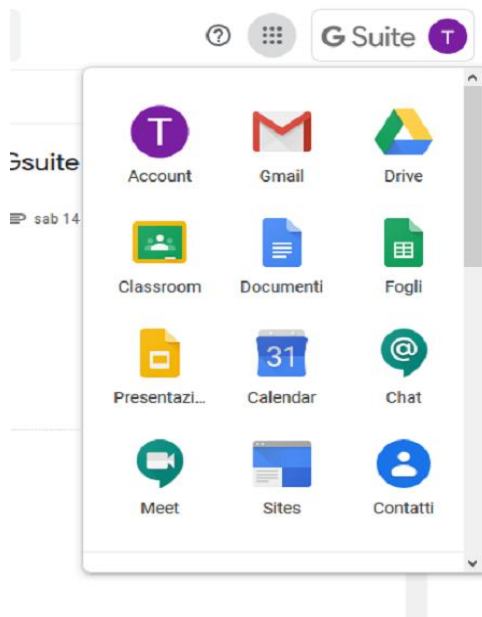 G Suite T
T
Account Gmail Drive
Gsuite
sab 14
Classroom Documenti Fogli
31
@
Presentazi... Calendar Chat
Meet Sites Contatti